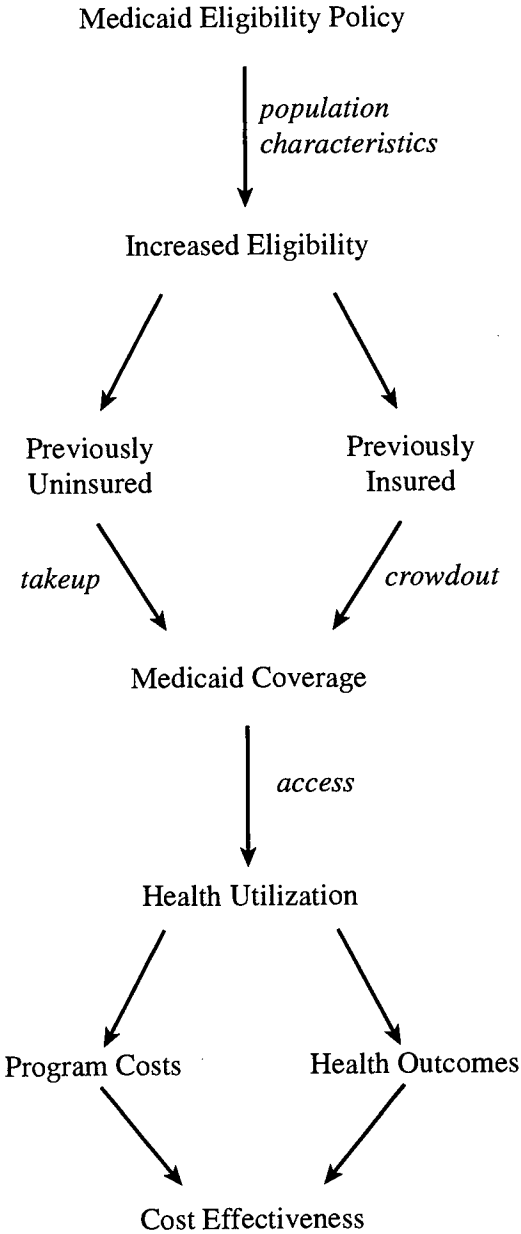 Medicaid Eligibility Policy
population
characteristics
Increased Eligibility
Previously
Uninsured
Previously
Insured
takeup
crowdout
Medicaid Coverage
access
Health Utilization
Program Costs
Health Outcomes
Cost Effectiveness